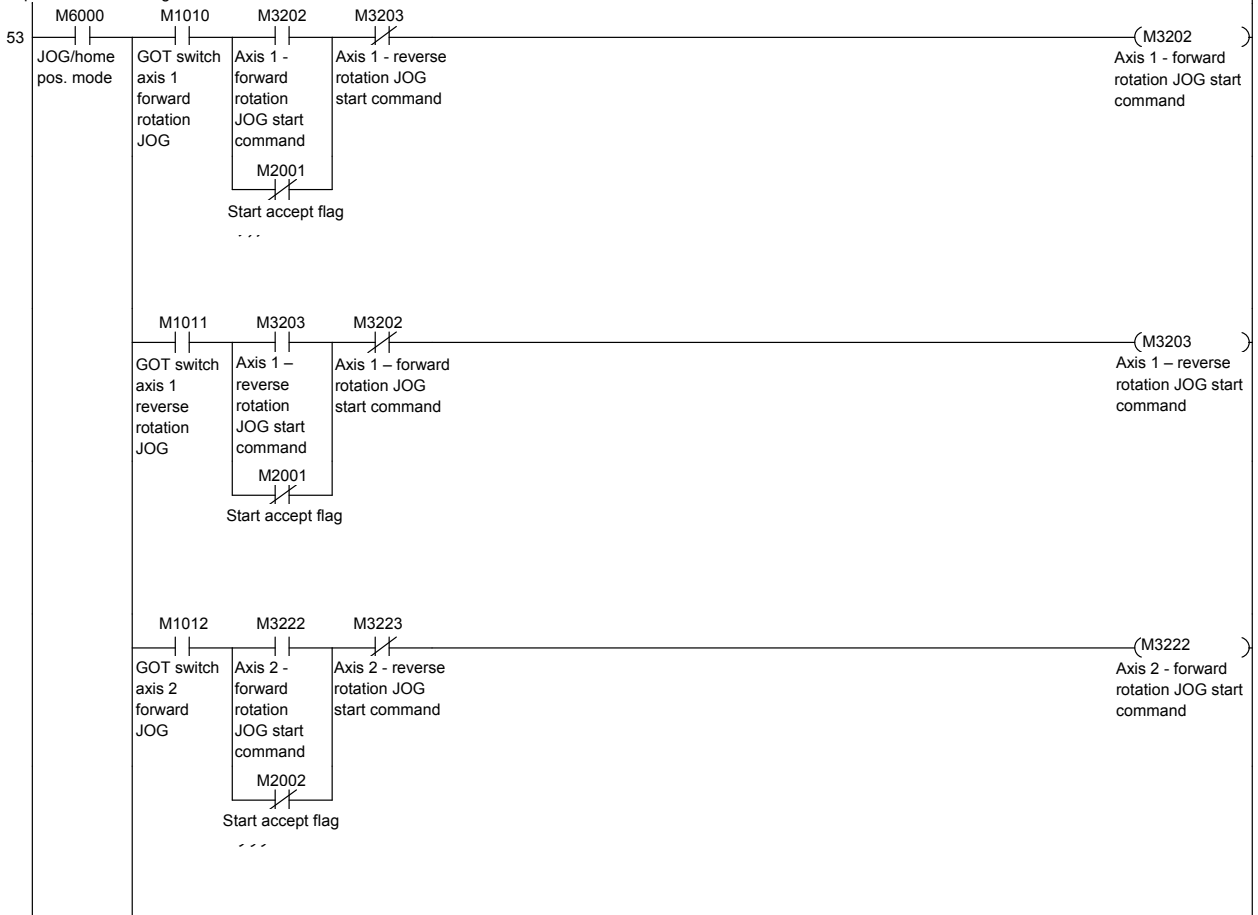 M6000 M1010 M3202 M3203
53
(M3202 )
JOG/home
pos. mode
GOT switch
axis 1
forward
rotation
JOG
Axis 1 -
forward
rotation
JOG start
command
Axis 1 - reverse
rotation JOG
start command
Axis 1 - forward
rotation JOG start
command
M2001
Start accept flag
M1011 M3203 M3202
(M3203 )
GOT switch
axis 1
reverse
rotation
JOG
Axis 1 –
reverse
rotation
JOG start
command
Axis 1 – forward
rotation JOG
start command
Axis 1 – reverse
rotation JOG start
command
M2001
Start accept flag
M1012 M3222 M3223
(M3222 )
GOT switch
axis 2
forward
JOG
Axis 2 -
forward
rotation
JOG start
command
Axis 2 - reverse
rotation JOG
start command
Axis 2 - forward
rotation JOG start
command
M2002
Start accept flag